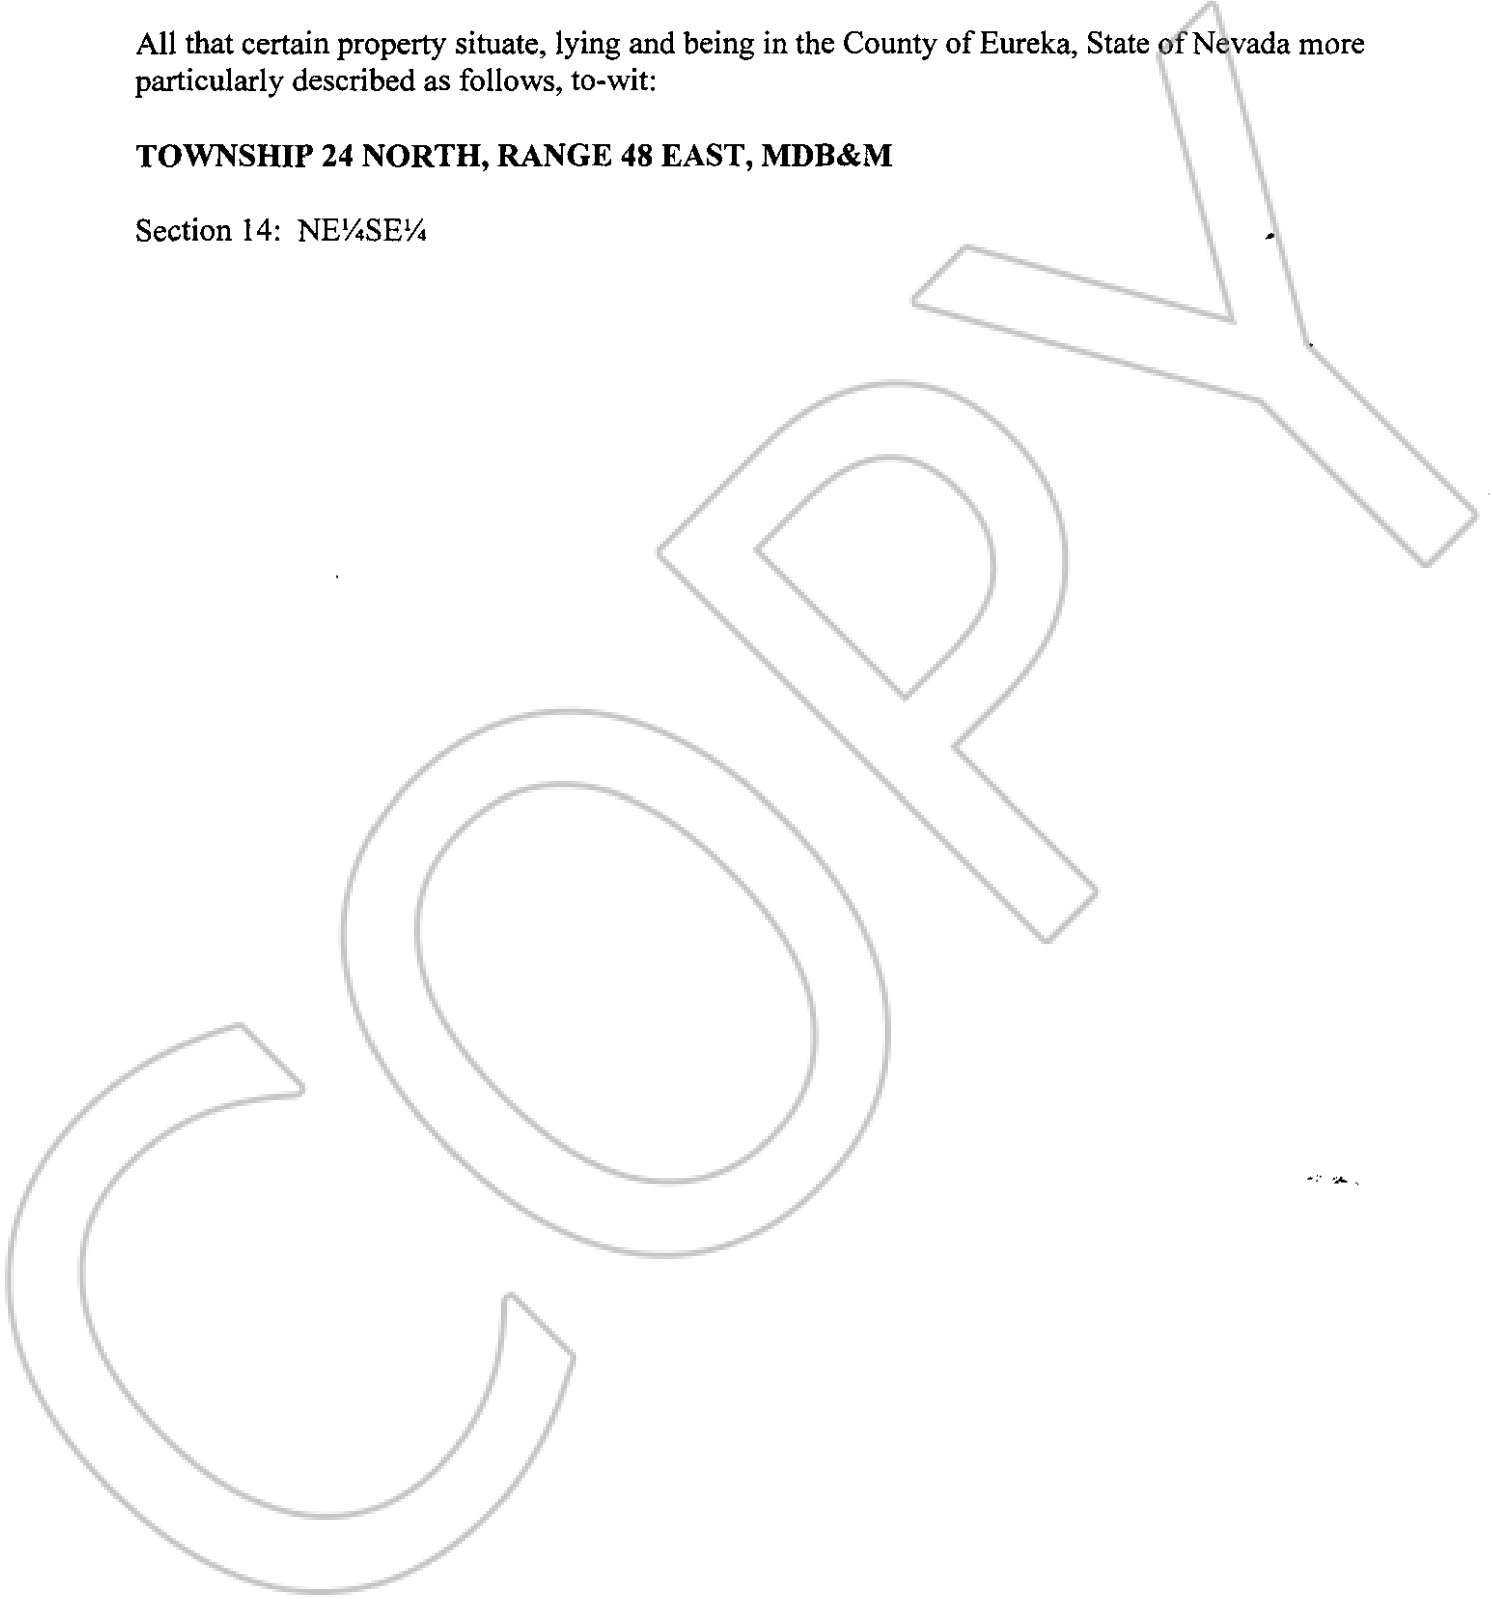 All that certain property situate, lying and being in the County of Eureka, State of Nevada more
particularly described as follows, to-wit:
TOWNSHIP 24 NORTH, RANGE 48 EAST, MDB&M
Section 14: NE¼SE¼
COPY